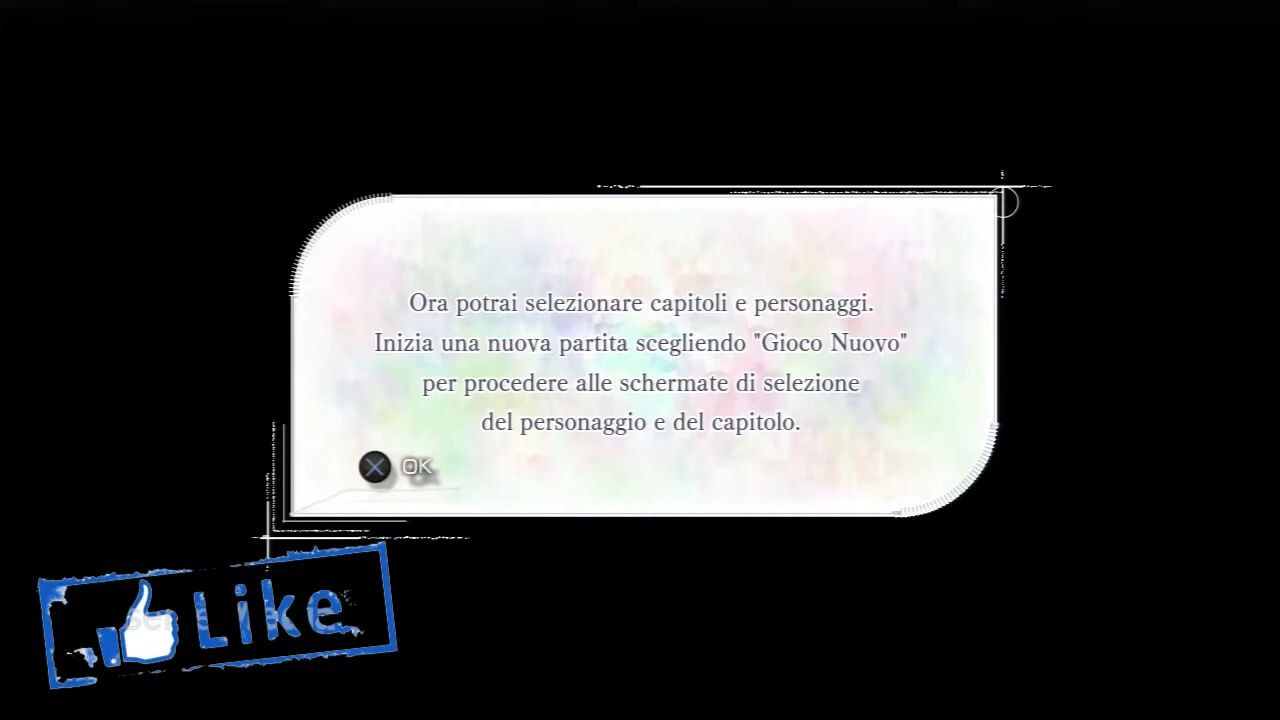 Ora potrai selezionare capitoli e personaggi.
Inizia una nuova partita scegliendo "Gioco Nuovo"
per procedere alle schermate di selezione
del personaggio e del capitolo.
OK
Like